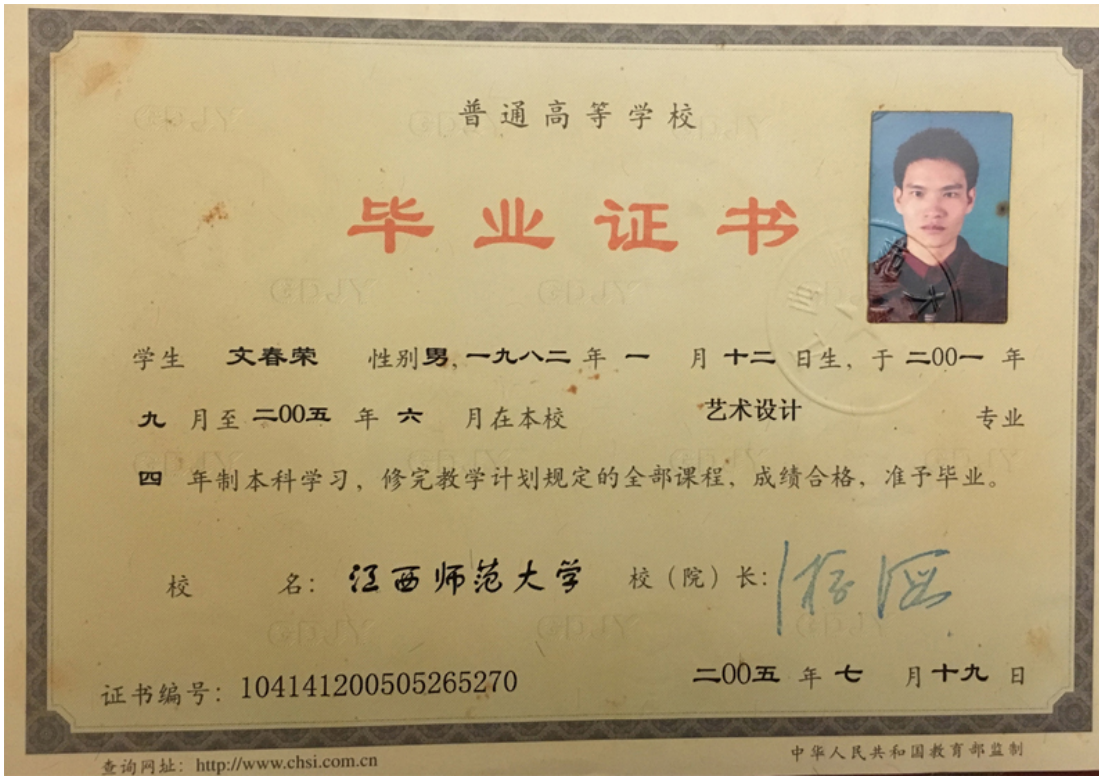 普通高等学校
毕业证书
学生 文春荣 性别男,一九八二年一月十二日生,于二00一年
九月至二00五年六月在本校 艺术设计 专业
四年制本科学习,修完教学计划规定的全部课程、成绩合格,准予毕业。
校 名:江西师范大学 校(院)长:
证书编号:104141200505265270 二00五年七月十九日
查询网址:http://www.chsi.com.cn 中华人民共和国教育部监制